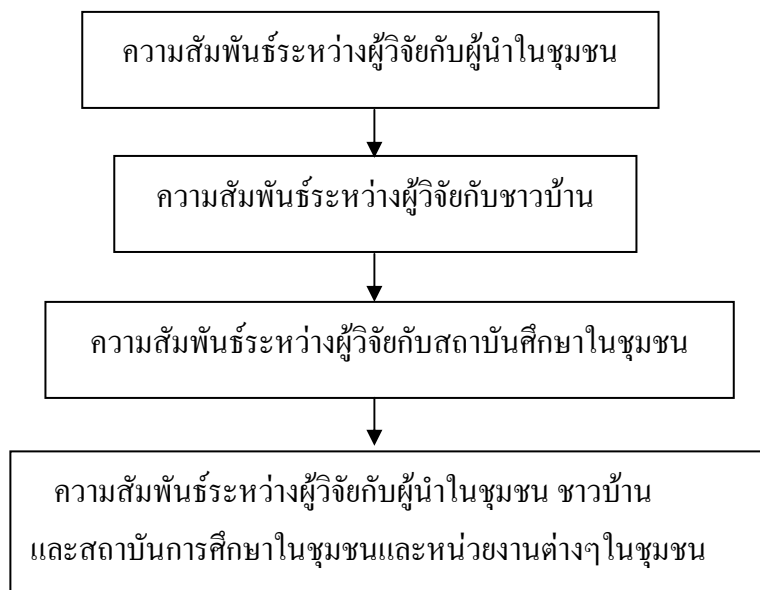 ความสัมพันธ์ระหว่างผู้วิจัยกับผู้นำในชุมชน
ความสัมพันธ์ระหว่างผู้วิจัยกับชาวบ้าน
ความสัมพันธ์ระหว่างผู้วิจัยกับสถาบันศึกษาในชุมชน
ความสัมพันธ์ระหว่างผู้วิจัยกับผู้นำในชุมชน ชาวบ้าน
และสถาบันการศึกษาในชุมชนและหน่วยงานต่างๆในชุมชน